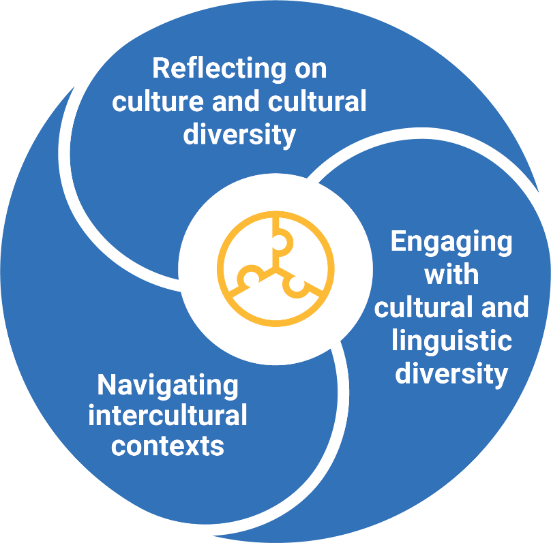 Reflecting on
culture and cultural
diversity
Engaging
with
cultural and
linguistic
diversity
Navigating
intercultural
contexts